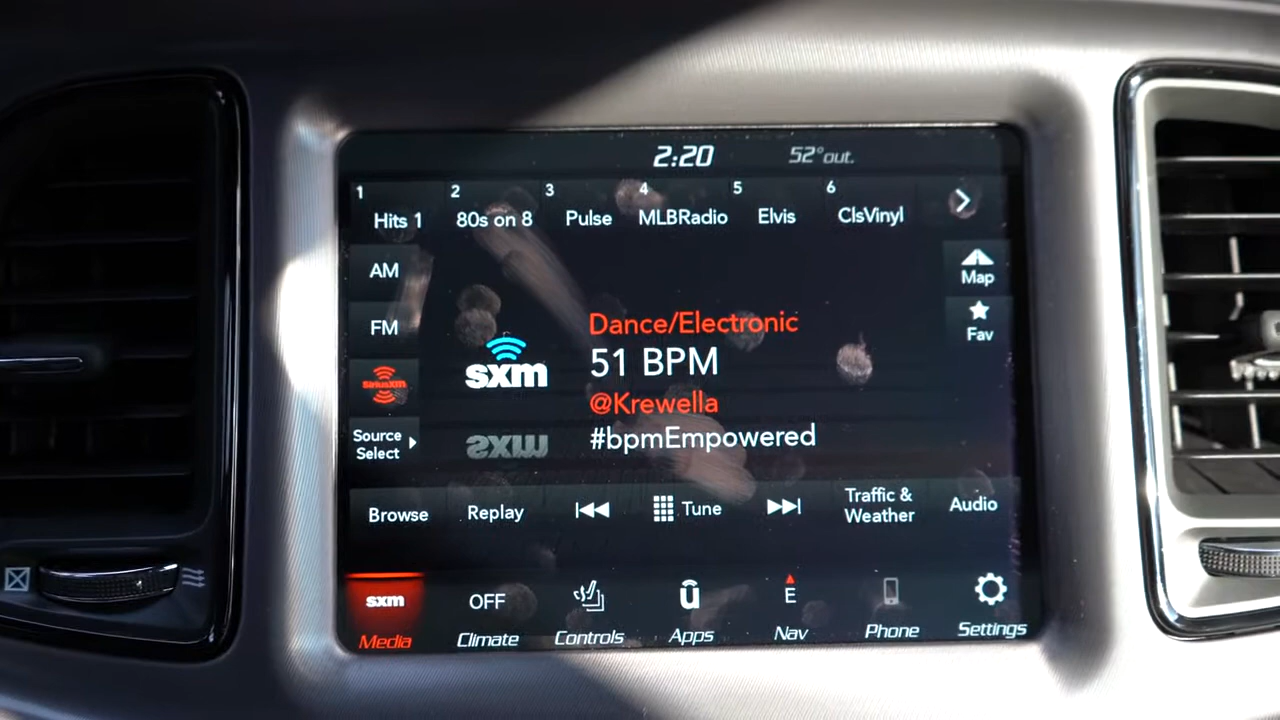 2:20 52° out.
1 2 3 4 5 6
Hits 1 80s on 8 Pulse MLBRadio Elvis ClsVinyl
AM
Map
FM
Fav
SiriusXM
Source
Select
sxm
Dance/Electronic
51 BPM
@Krewella
#bpmEmpowered
Browse Replay Tune Traffic &
Weather Audio
sxm OFF û E
Media Climate Controls Apps Nav Phone Settings